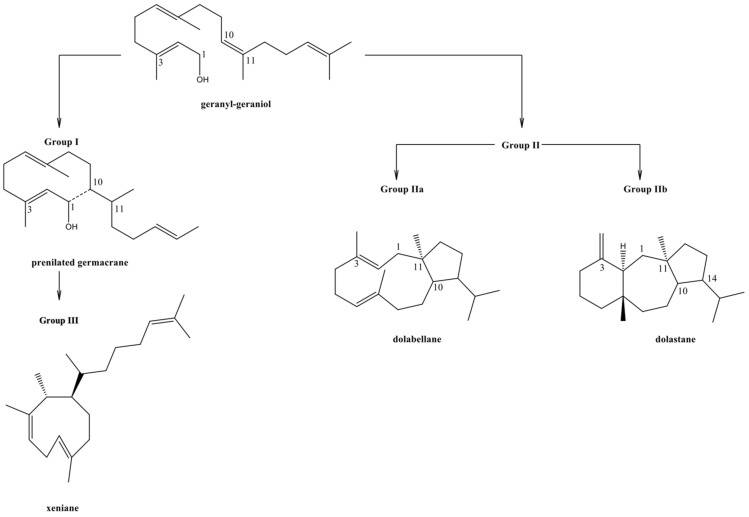 10
1
3
11
OH
geranyl-geraniol
Group I
Group II
Group IIa
Group IIb
10
3
1
11
OH
prenilated germacrane
3
1
11
10
dolabellane
H
3
1
11
14
10
dolastane
Group III
xeniane